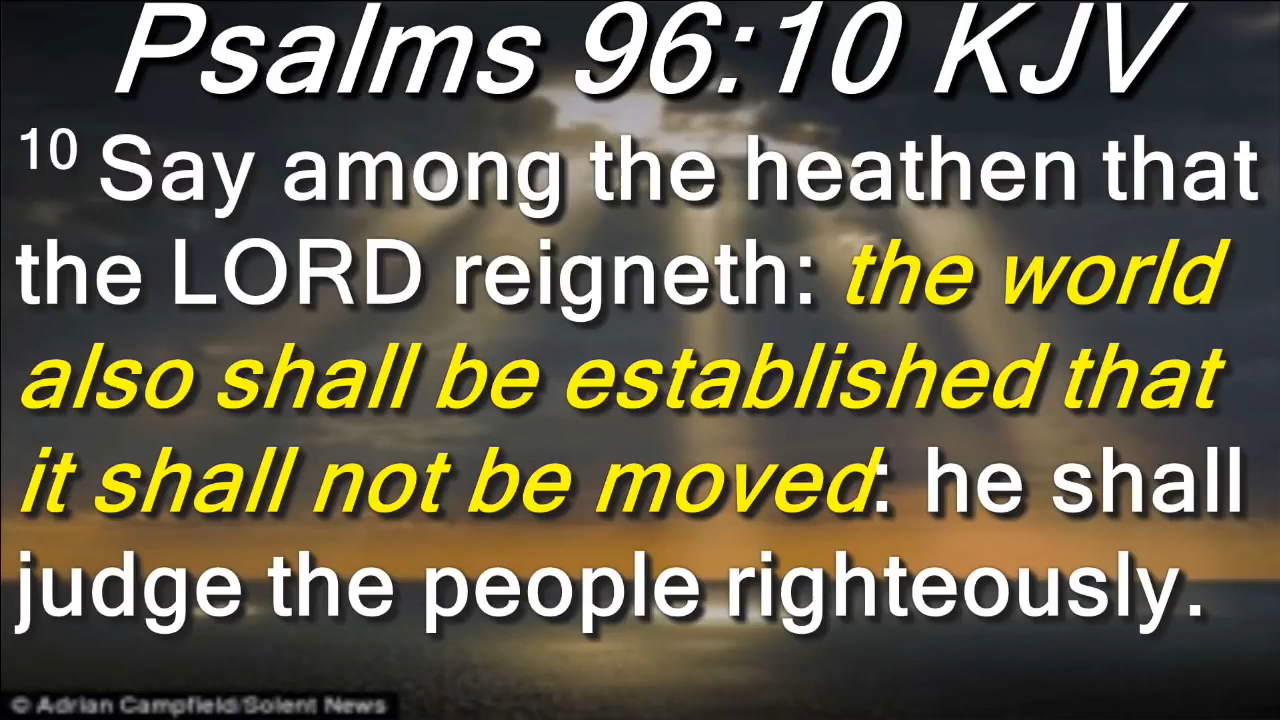 Psalms 96:10 KJV
10 Say among the heathen that
the LORD reigneth: the world
also shall be established that
it shall not be moved: he shall
judge the people righteously.
© Adrian Campfield/Solent News